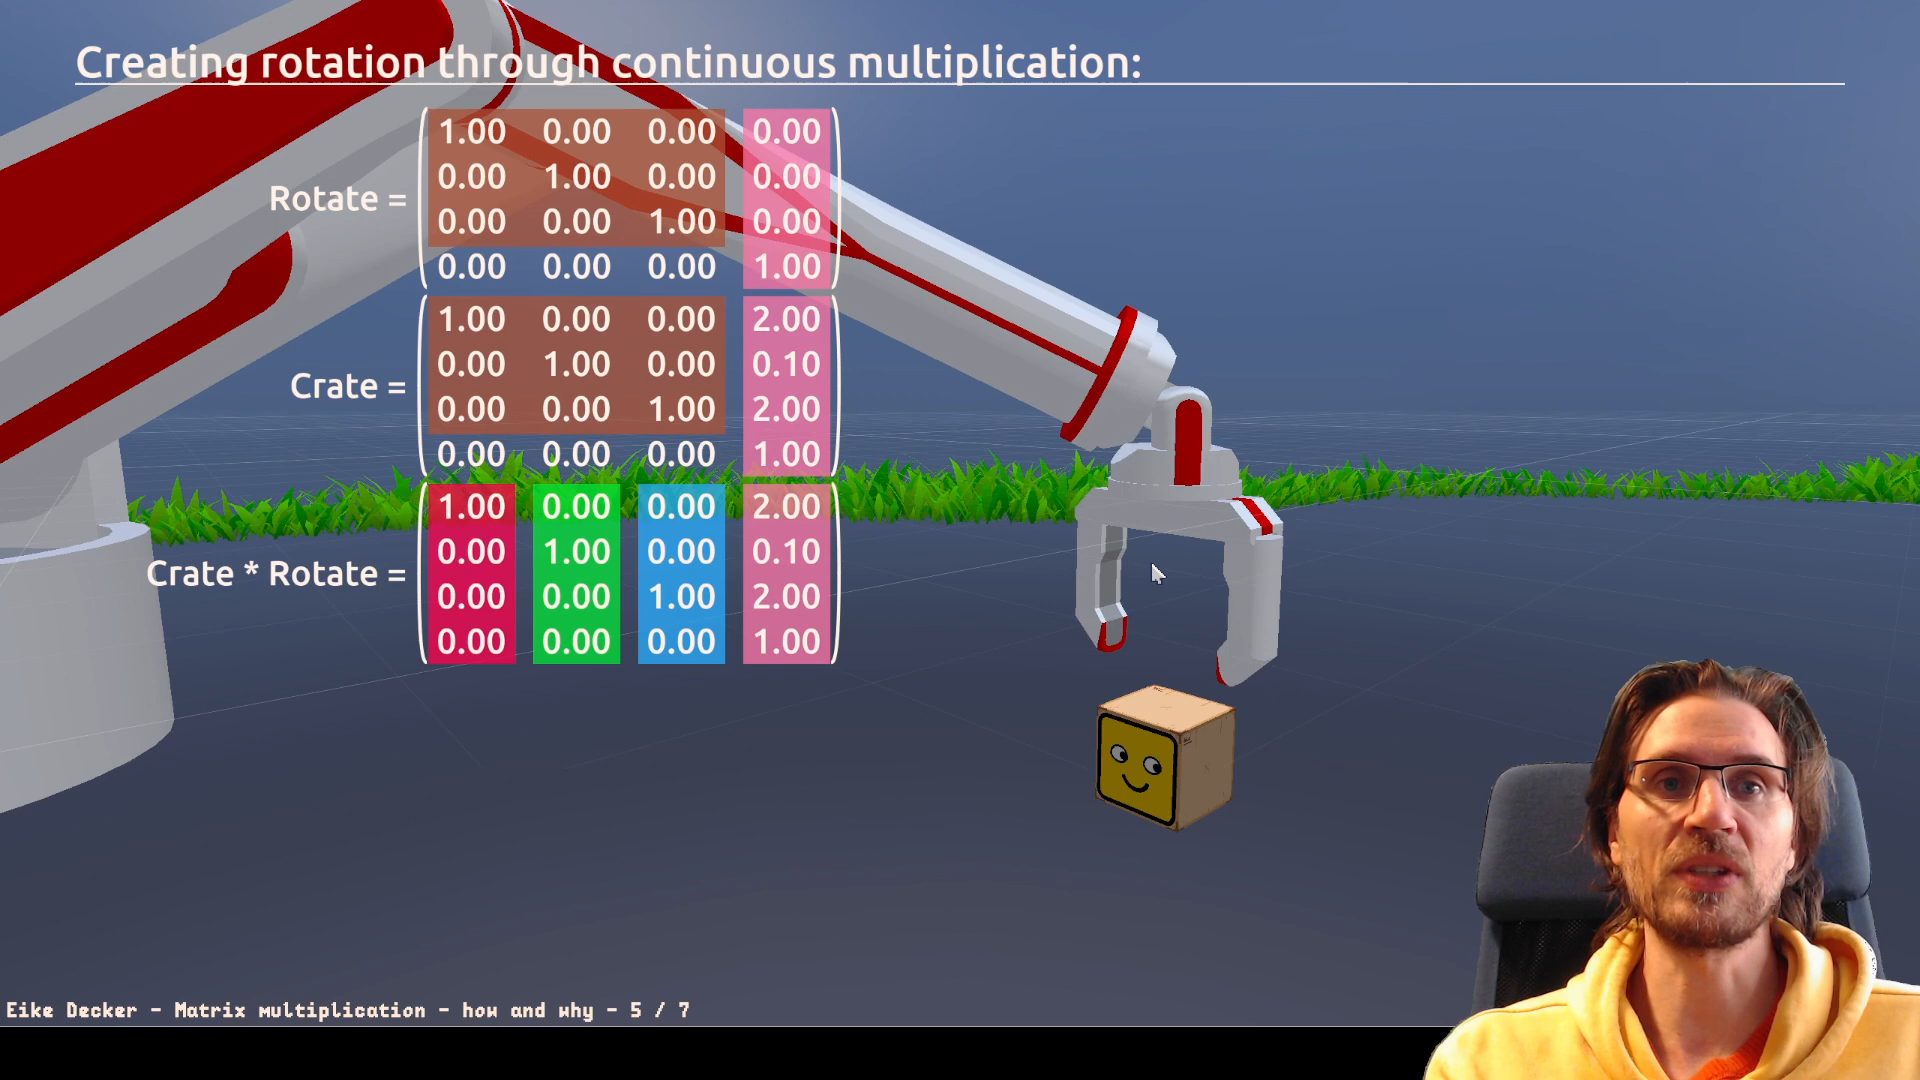 Creating rotation through continuous multiplication:
1.00 0.00 0.00 0.00
0.00 1.00 0.00 0.00
Rotate =
0.00 0.00 1.00 0.00
0.00 0.00 0.00 1.00
1.00 0.00 0.00 2.00
0.00 1.00 0.00 0.10
Crate =
0.00 0.00 1.00 2.00
0.00 0.00 0.00 1.00
1.00 0.00 0.00 2.00
0.00 1.00 0.00 0.10
Crate * Rotate =
0.00 0.00 1.00 2.00
0.00 0.00 0.00 1.00
Eike Decker - Matrix multiplication - how and why - 5 / 7